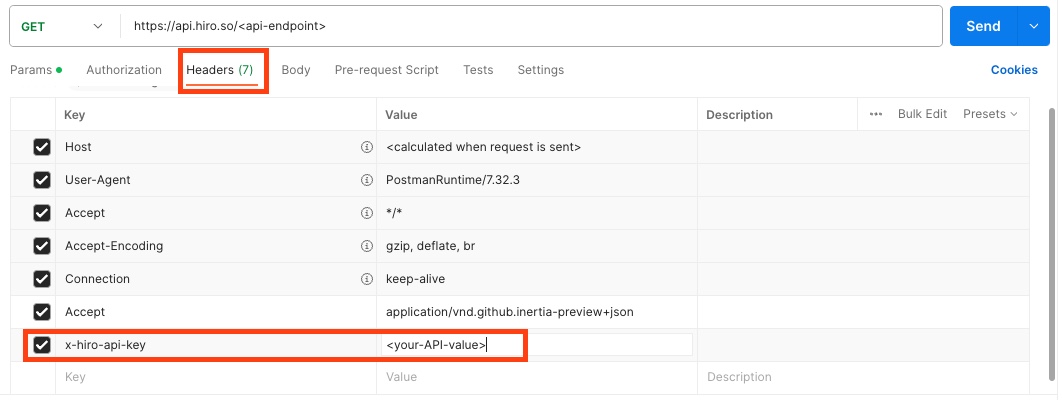 GET https://api.hiro.so/<api-endpoint> Send
Params Authorization Headers (7) Body Pre-request Script Tests Settings Cookies
Key Value Description Bulk Edit Presets
Host <calculated when request is sent>
User-Agent PostmanRuntime/7.32.3
Accept */*
Accept-Encoding gzip, deflate, br
Connection keep-alive
Accept application/vnd.github.inertia-preview+json
x-hiro-api-key <your-API-value>
Key Value Description